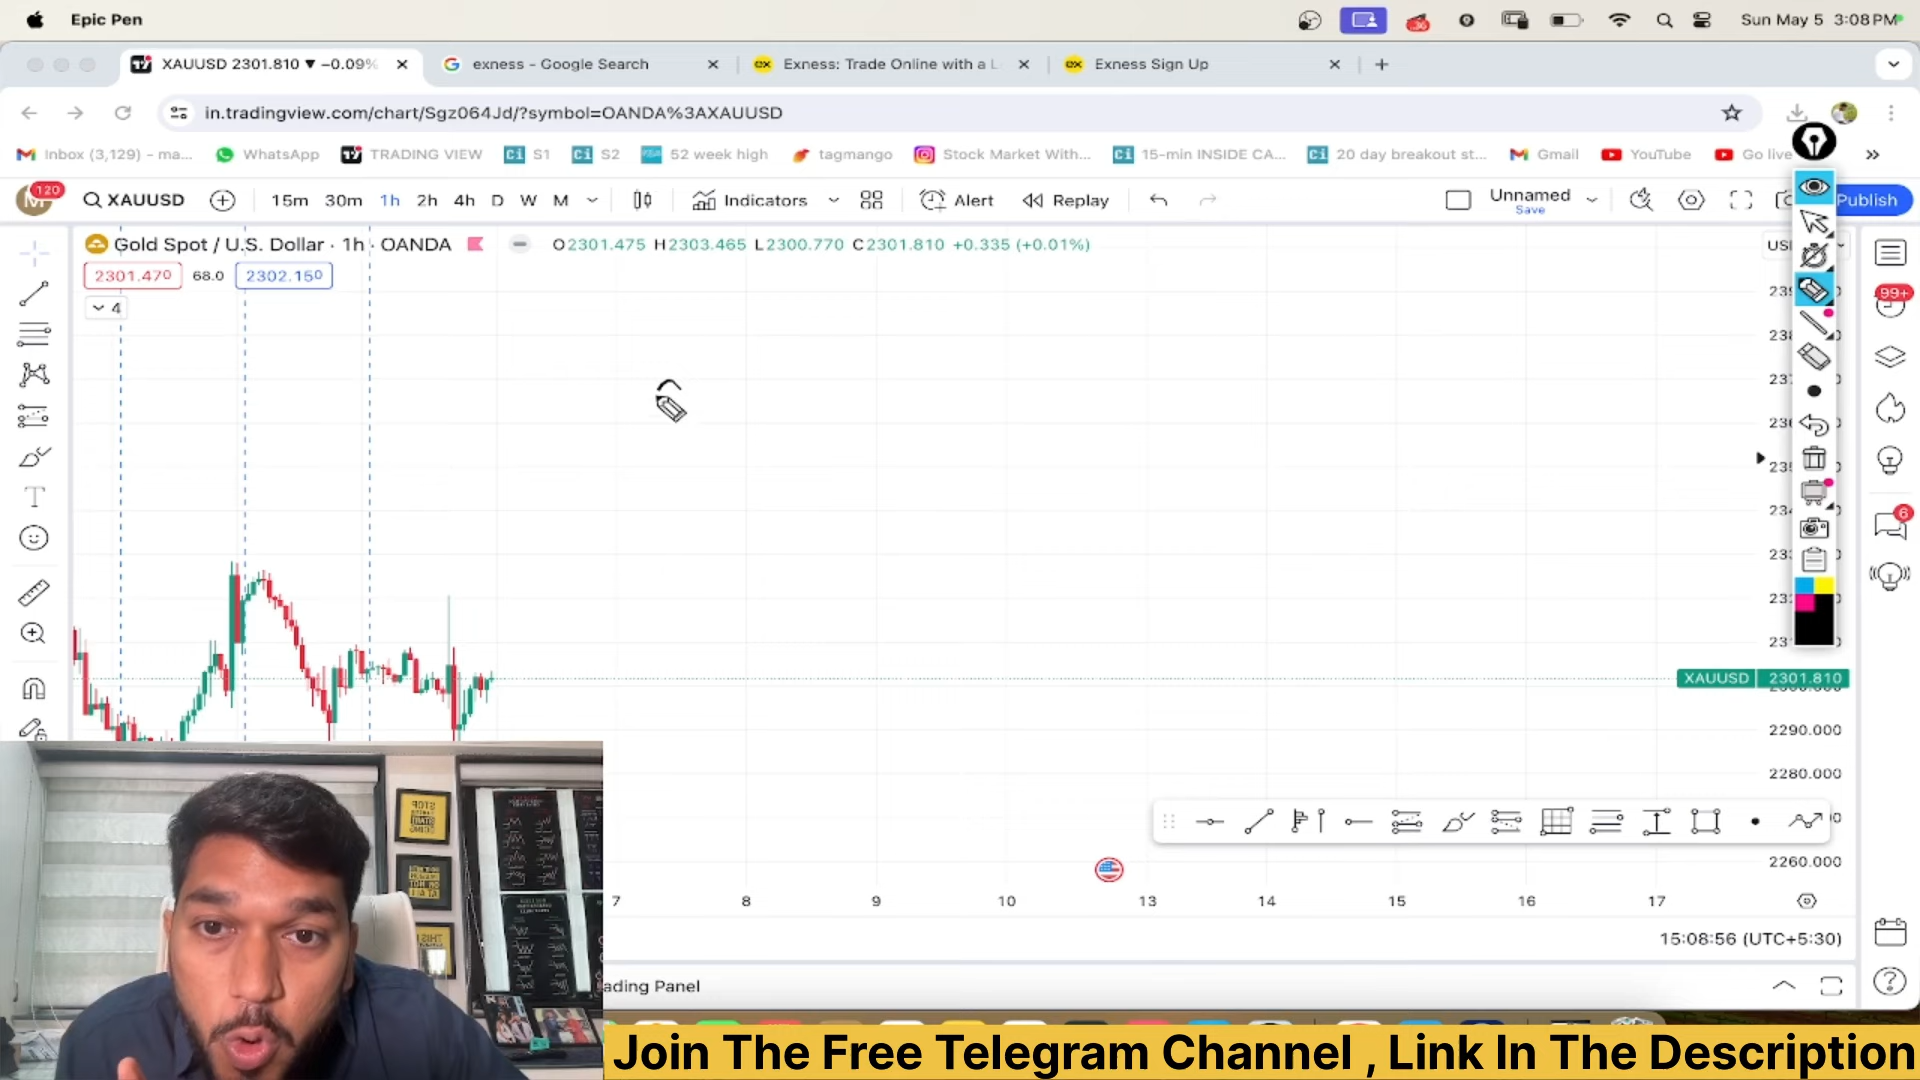 Epic Pen
Sun May 5 3:08 PM
XAUUSD 2301.810 ▼ −0.09%
exness - Google Search
Exness: Trade Online with a L
Exness Sign Up
in.tradingview.com/chart/Sgz064Jd/?symbol=OANDA%3AXAUUSD
Inbox (3,129) - ma...
WhatsApp
TRADING VIEW
S1
S2
52 week high
tagmango
Stock Market With...
15-min INSIDE CA...
20 day breakout st...
Gmail
YouTube
Go live
120
XAUUSD
15m 30m 1h 2h 4h D W M
Indicators
Alert
Replay
Unnamed
Save
Publish
Gold Spot / U.S. Dollar · 1h · OANDA
O2301.475 H2303.465 L2300.770 C2301.810 +0.335 (+0.01%)
2301.470 68.0 2302.150
4
99+
6
XAUUSD 2301.810
2290.000
2280.000
2260.000
7 8 9 10 13 14 15 16 17
15:08:56 (UTC+5:30)
ading Panel
Join The Free Telegram Channel , Link In The Description